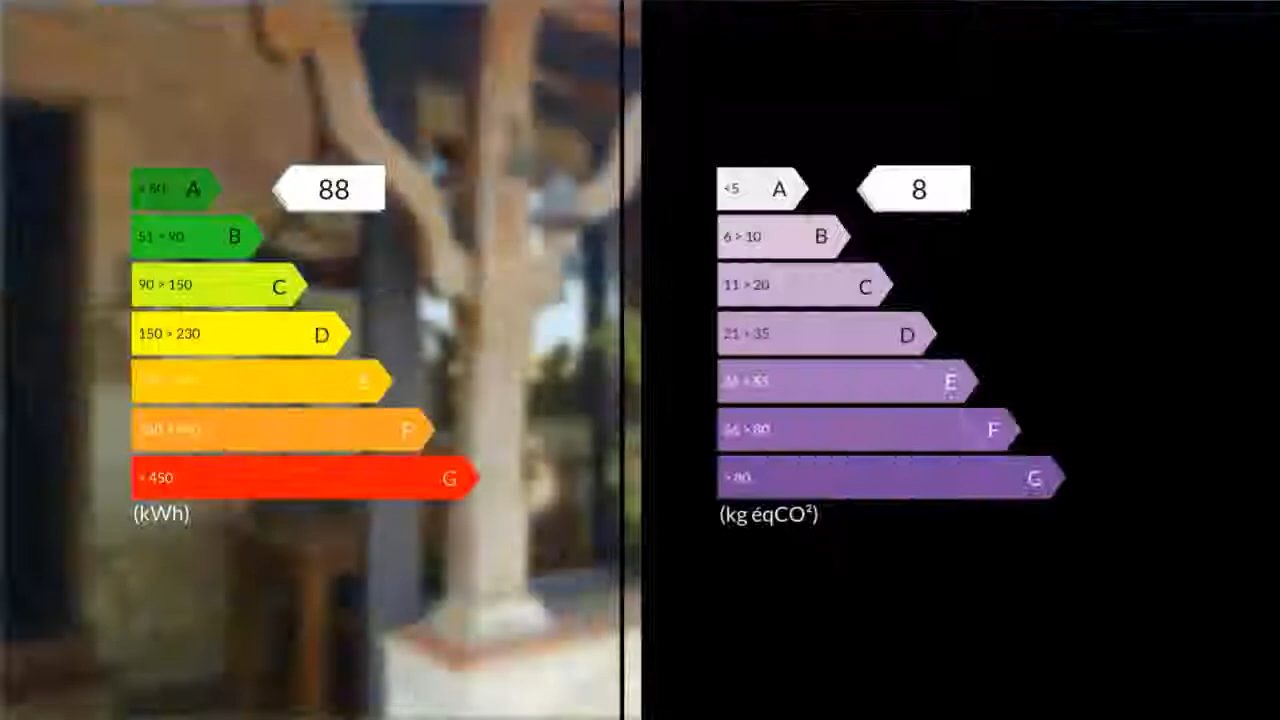 A
88
51 > 90 B
90 > 150 C
150 > 230 D
E
F
> 450 G
(kWh)
<5 A
8
6 > 10 B
11 > 20 C
21 > 35 D
E
F
> 80 G
(kg éqCO²)